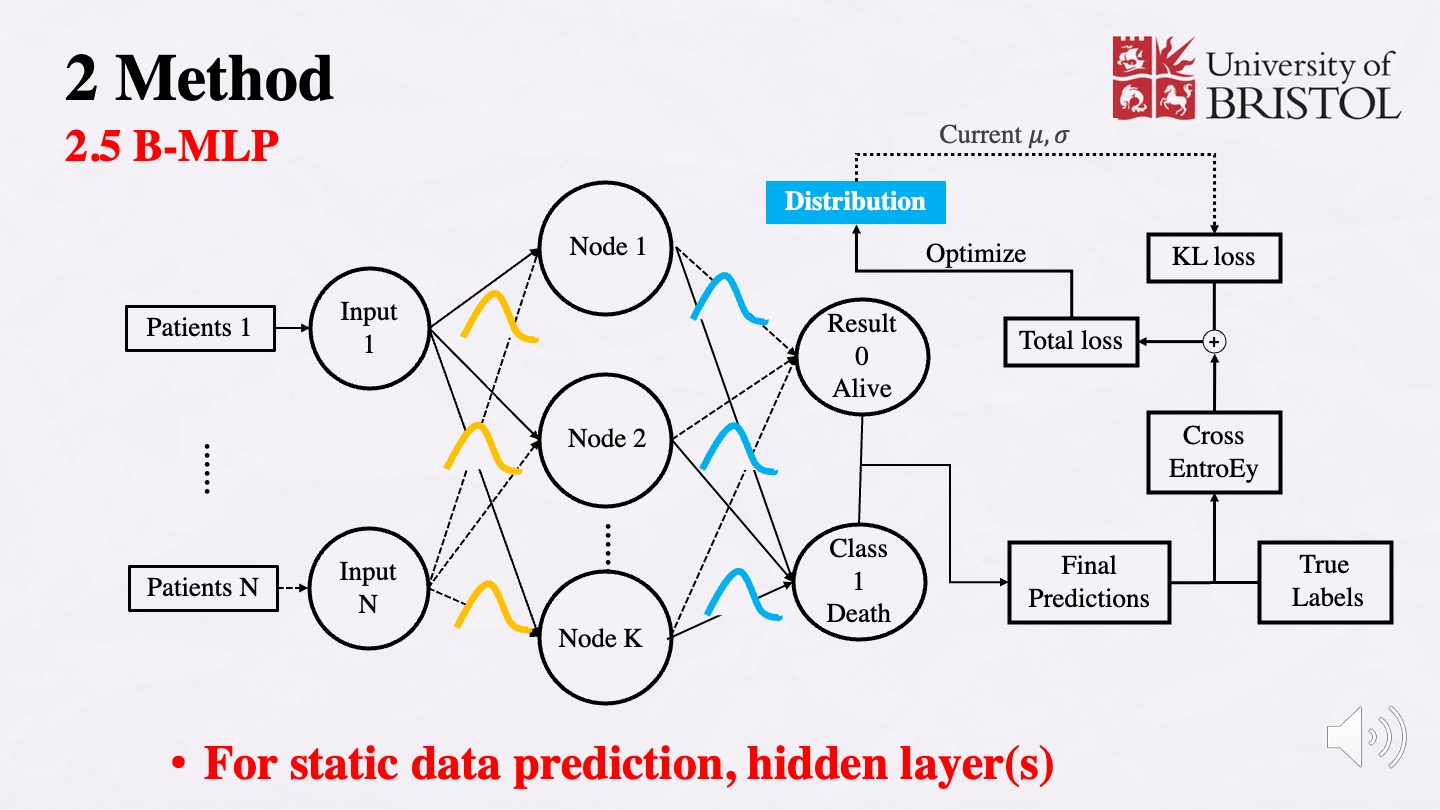 2 Method
2.5 B-MLP
University of
BRISTOL
Current μ, σ
Distribution
Optimize
KL loss
Total loss
+
Cross
EntroEy
Final
Predictions
True
Labels
Patients 1
Input
1
Node 1
Result
0
Alive
Node 2
Patients N
Input
N
Node K
Class
1
Death
• For static data prediction, hidden layer(s)